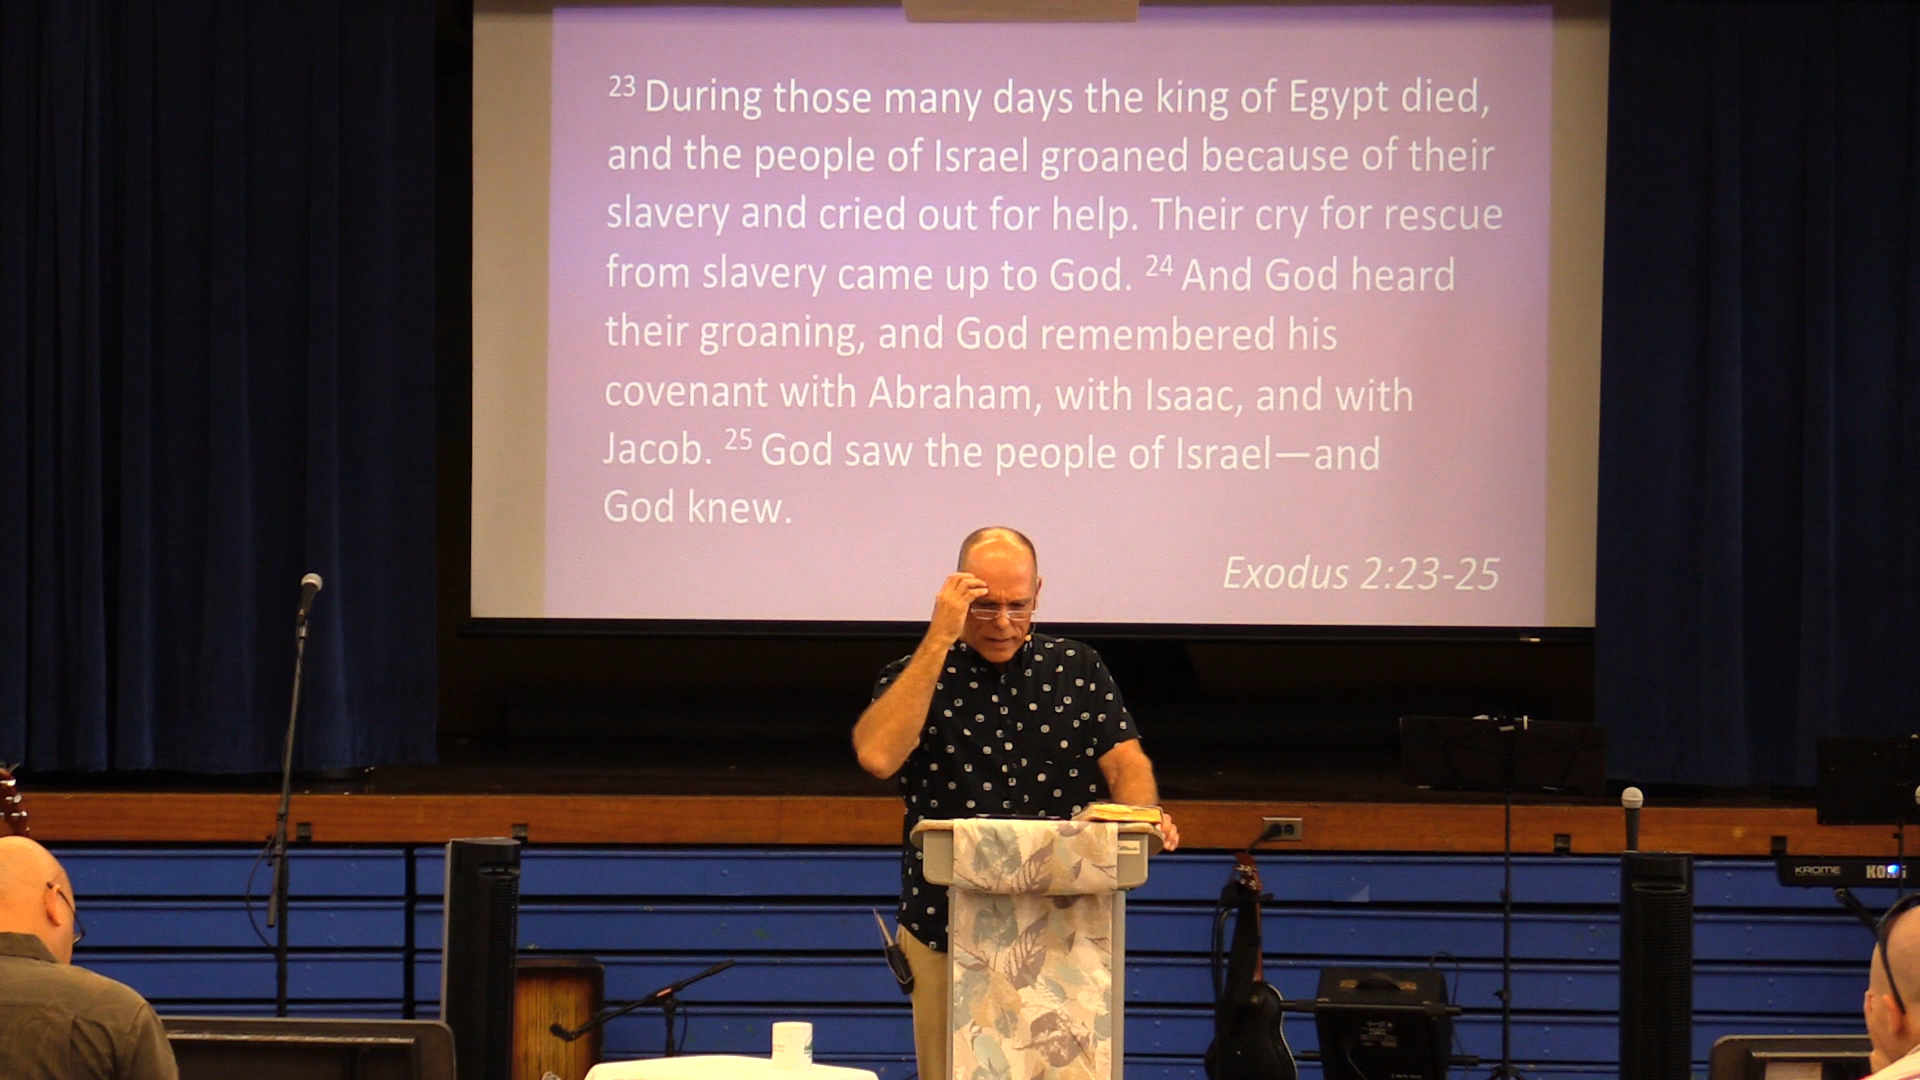 23 During those many days the king of Egypt died,
and the people of Israel groaned because of their
slavery and cried out for help. Their cry for rescue
from slavery came up to God. 24 And God heard
their groaning, and God remembered his
covenant with Abraham, with Isaac, and with
Jacob. 25 God saw the people of Israel—and
God knew.
Exodus 2:23-25
KROME KORG